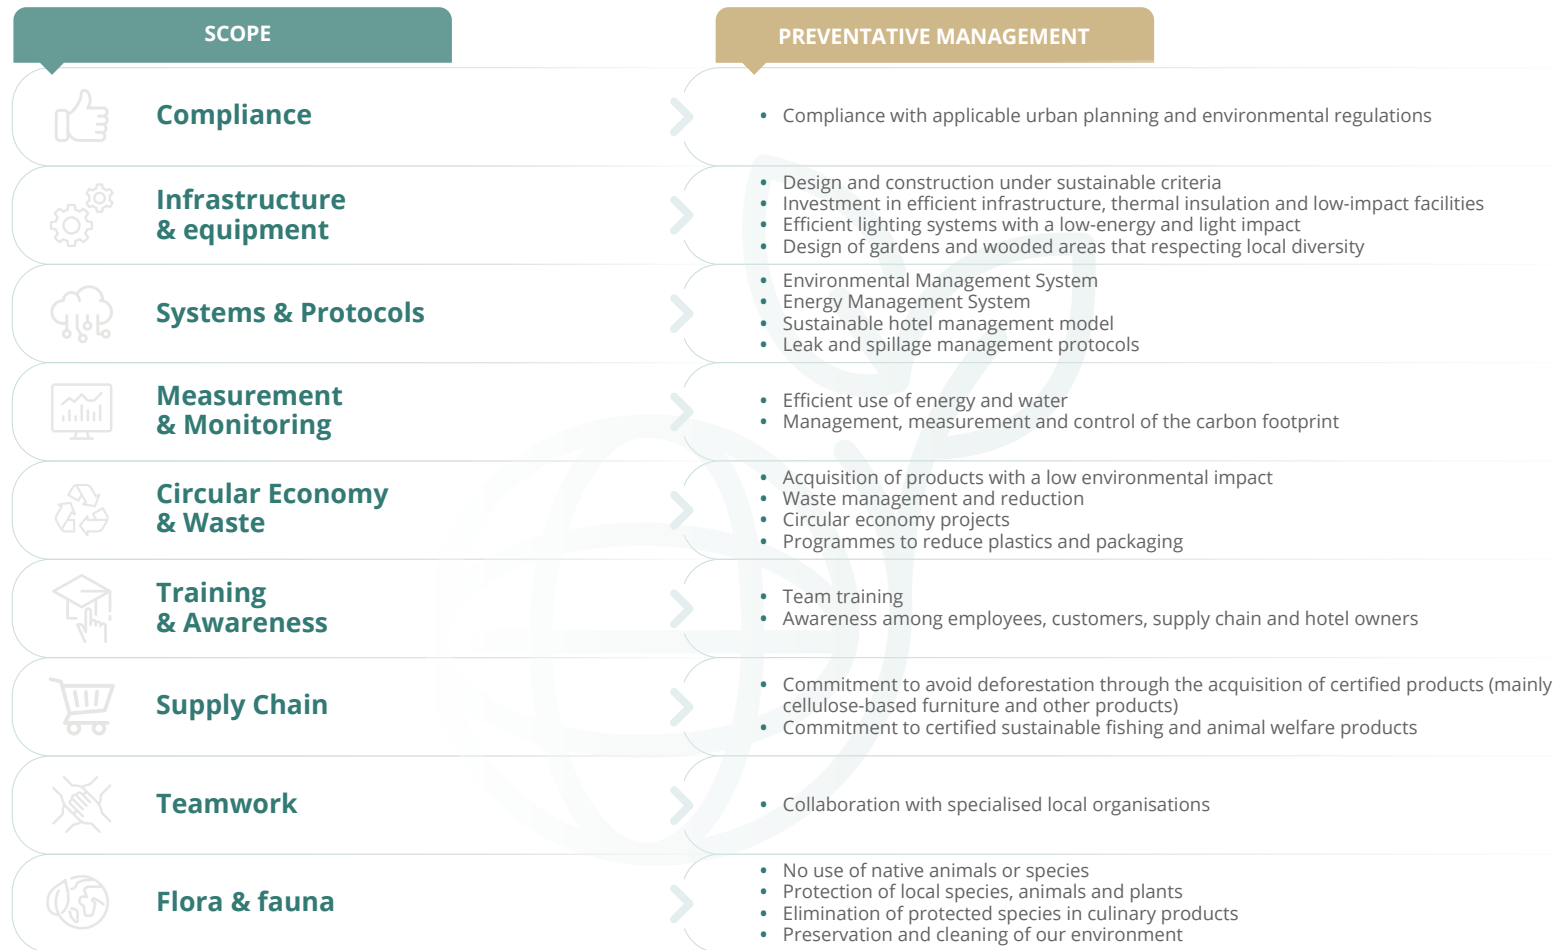 SCOPE
PREVENTATIVE MANAGEMENT
Compliance
• Compliance with applicable urban planning and environmental regulations
Infrastructure
& equipment
• Design and construction under sustainable criteria
• Investment in efficient infrastructure, thermal insulation and low-impact facilities
• Efficient lighting systems with a low-energy and light impact
• Design of gardens and wooded areas that respecting local diversity
Systems & Protocols
• Environmental Management System
• Energy Management System
• Sustainable hotel management model
• Leak and spillage management protocols
Measurement
& Monitoring
• Efficient use of energy and water
• Management, measurement and control of the carbon footprint
Circular Economy
& Waste
• Acquisition of products with a low environmental impact
• Waste management and reduction
• Circular economy projects
• Programmes to reduce plastics and packaging
Training
& Awareness
• Team training
• Awareness among employees, customers, supply chain and hotel owners
Supply Chain
• Commitment to avoid deforestation through the acquisition of certified products (mainly
cellulose-based furniture and other products)
• Commitment to certified sustainable fishing and animal welfare products
Teamwork
• Collaboration with specialised local organisations
Flora & fauna
• No use of native animals or species
• Protection of local species, animals and plants
• Elimination of protected species in culinary products
• Preservation and cleaning of our environment